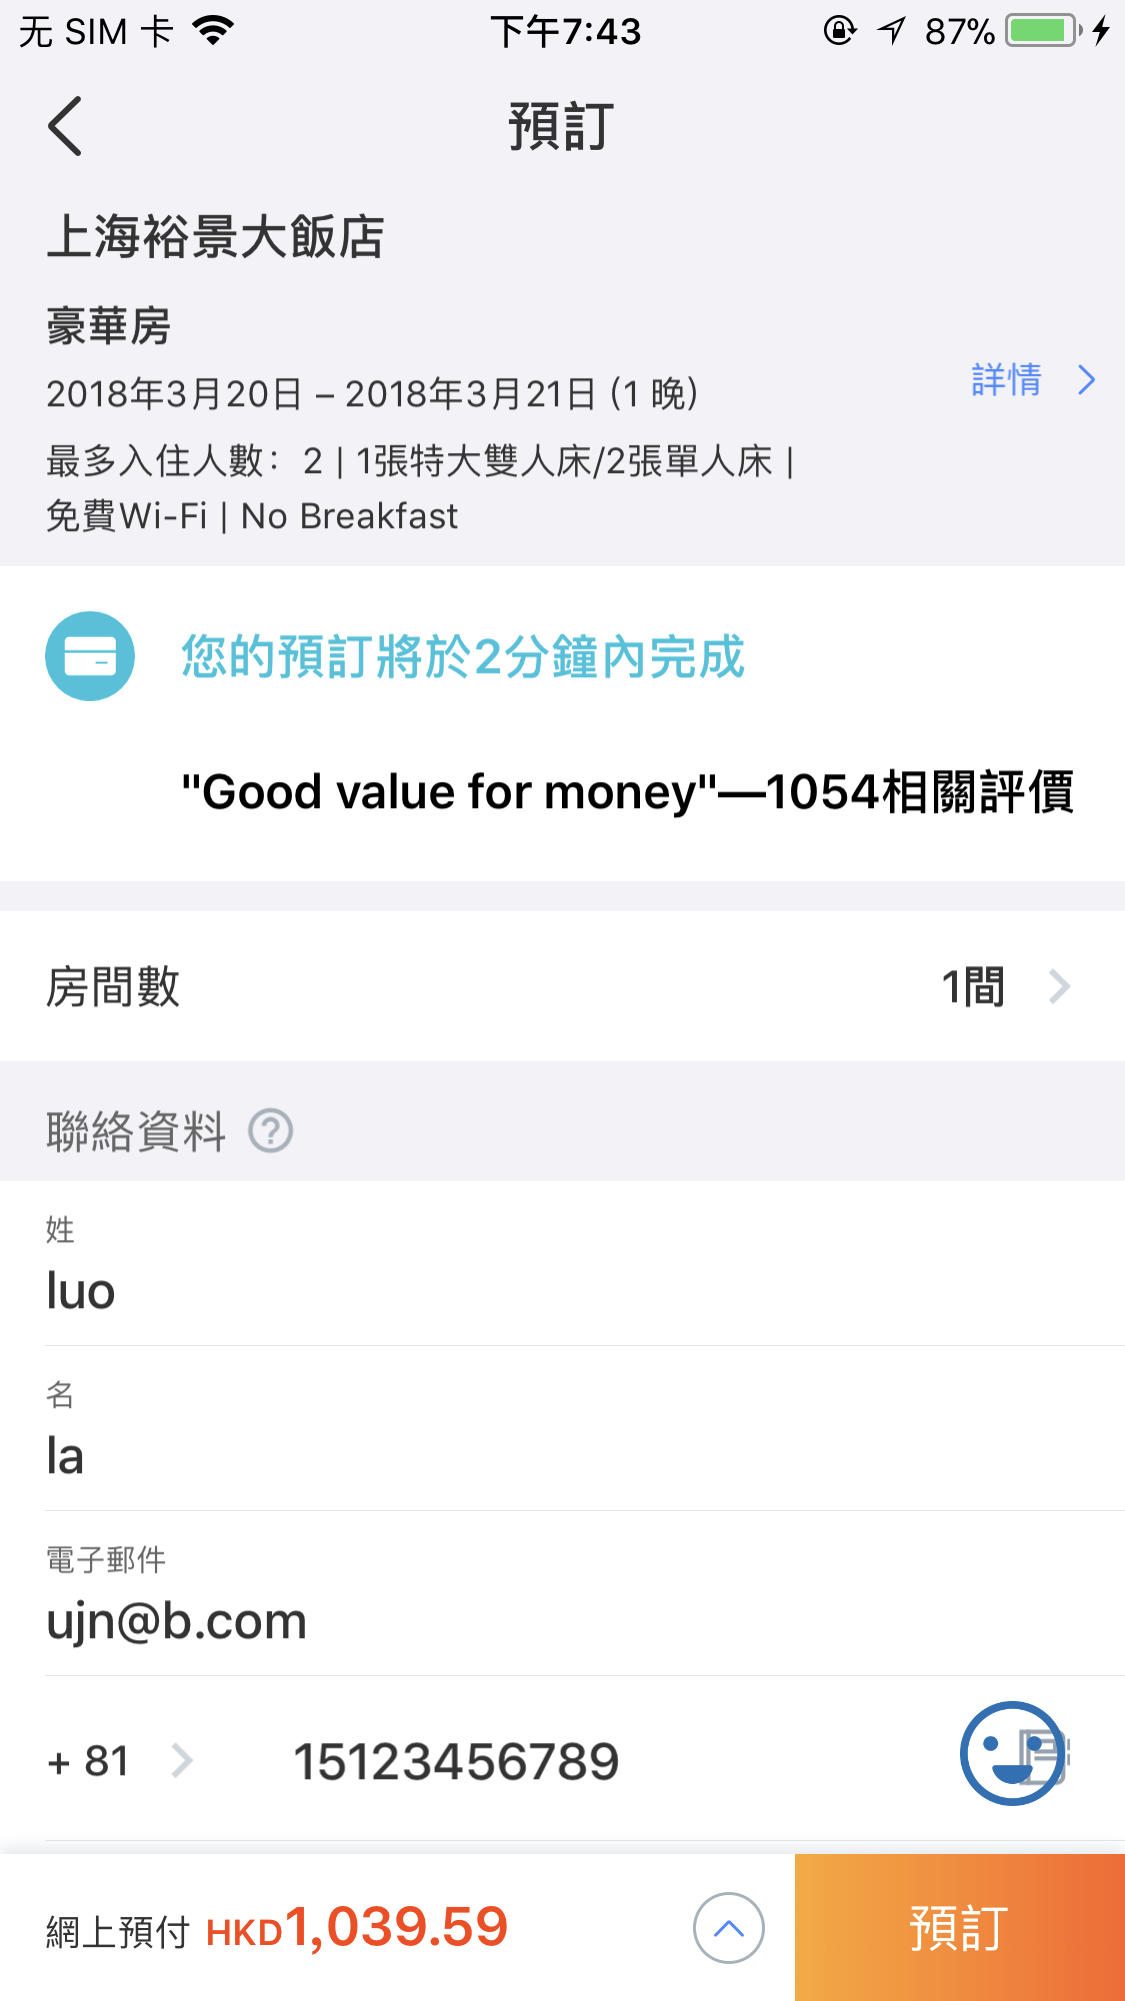 无 SIM 卡 下午7:43 87%
預訂
上海裕景大飯店
豪華房
2018年3月20日 – 2018年3月21日 (1 晚)
詳情
最多入住人數：2 | 1張特大雙人床/2張單人床 |
免費Wi-Fi | No Breakfast
您的預訂將於2分鐘內完成
"Good value for money"—1054相關評價
房間數 1間
聯絡資料 ?
姓
luo
名
la
電子郵件
ujn@b.com
+ 81 15123456789
網上預付 HKD1,039.59 預訂